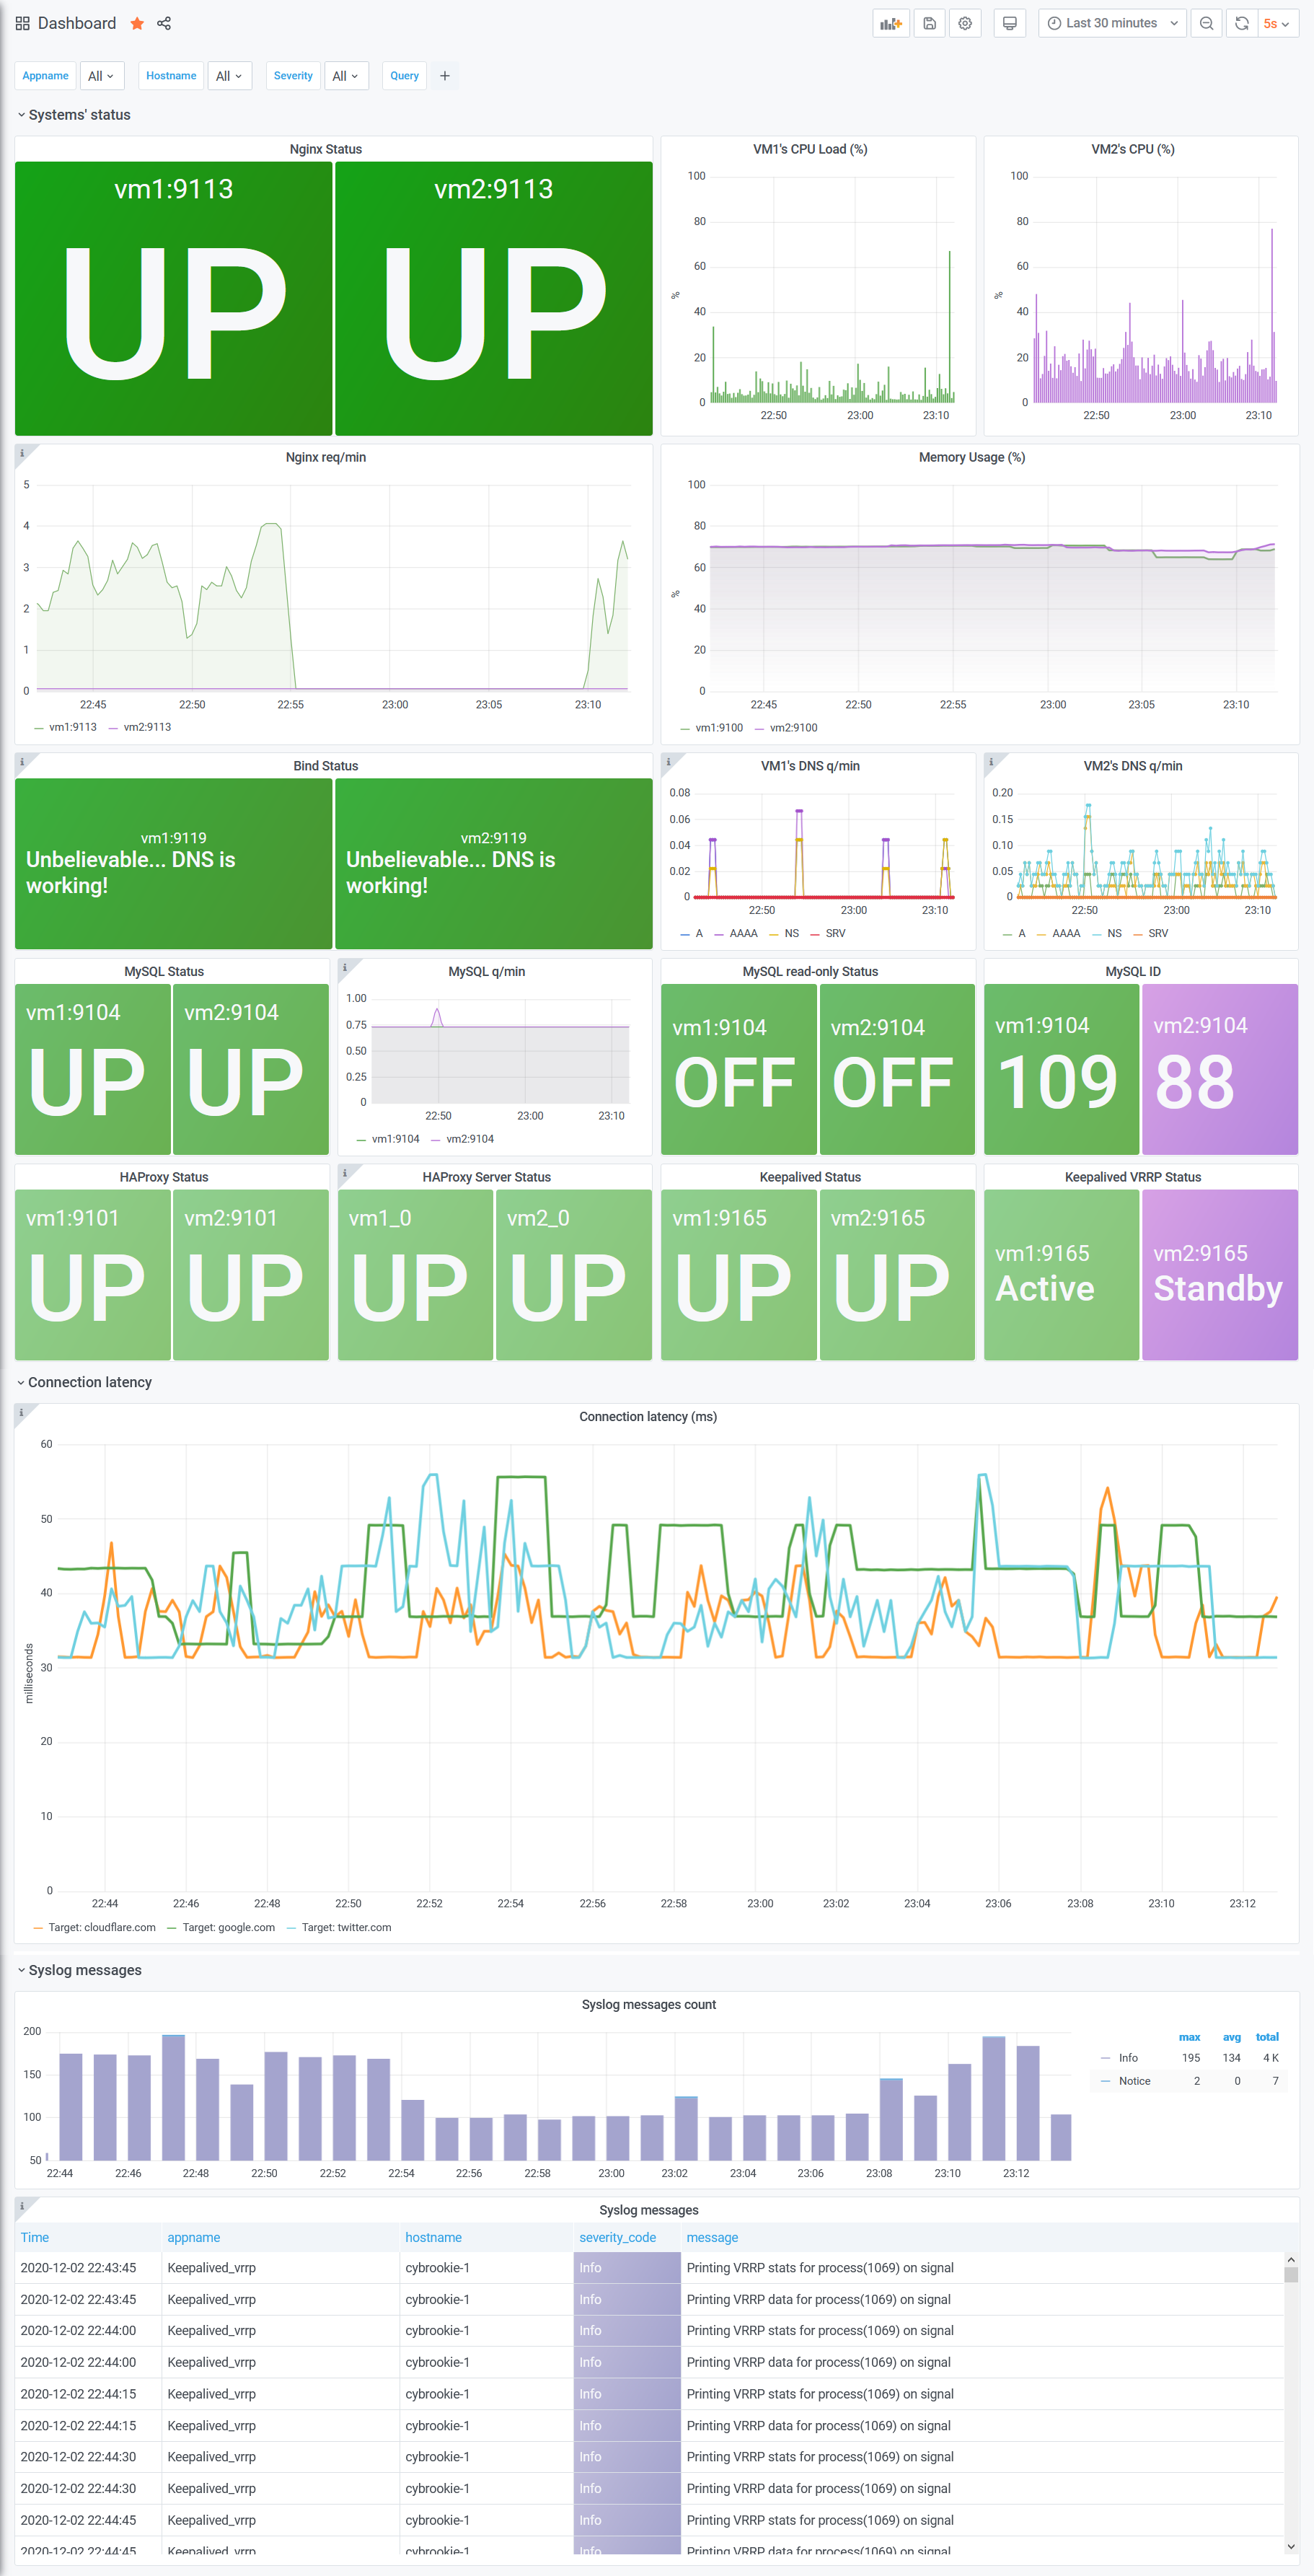 Dashboard
Last 30 minutes
5s
Appname All Hostname All Severity All Query +
Systems' status
Nginx Status
vm1:9113
UP
vm2:9113
UP
VM1's CPU Load (%)
100
80
60
40
20
0
%
22:50 23:00 23:10
VM2's CPU (%)
100
80
60
40
20
0
%
22:50 23:00 23:10
Nginx req/min
5
4
3
2
1
0
22:45 22:50 22:55 23:00 23:05 23:10
vm1:9113 vm2:9113
Memory Usage (%)
100
80
60
40
20
0
%
22:45 22:50 22:55 23:00 23:05 23:10
vm1:9100 vm2:9100
Bind Status
vm1:9119
Unbelievable... DNS is
working!
vm2:9119
Unbelievable... DNS is
working!
VM1's DNS q/min
0.08
0.06
0.04
0.02
0
22:50 23:00 23:10
A AAAA NS SRV
VM2's DNS q/min
0.20
0.15
0.10
0.05
0
22:50 23:00 23:10
A AAAA NS SRV
MySQL Status
vm1:9104
UP
vm2:9104
UP
MySQL q/min
1.00
0.75
0.50
0.25
0
22:50 23:00 23:10
vm1:9104 vm2:9104
MySQL read-only Status
vm1:9104
OFF
vm2:9104
OFF
MySQL ID
vm1:9104
109
vm2:9104
88
HAProxy Status
vm1:9101
UP
vm2:9101
UP
HAProxy Server Status
vm1_0
UP
vm2_0
UP
Keepalived Status
vm1:9165
UP
vm2:9165
UP
Keepalived VRRP Status
vm1:9165
Active
vm2:9165
Standby
Connection latency
Connection latency (ms)
60
50
40
30
20
10
0
milliseconds
22:44 22:46 22:48 22:50 22:52 22:54 22:56 22:58 23:00 23:02 23:04 23:06 23:08 23:10 23:12
Target: cloudflare.com Target: google.com Target: twitter.com
Syslog messages
Syslog messages count
200
150
100
50
22:44 22:46 22:48 22:50 22:52 22:54 22:56 22:58 23:00 23:02 23:04 23:06 23:08 23:10 23:12
max avg total
Info 195 134 4 K
Notice 2 0 7
Syslog messages
Time appname hostname severity_code message
2020-12-02 22:43:45 Keepalived_vrrp cybrookie-1 Info Printing VRRP stats for process(1069) on signal
2020-12-02 22:43:45 Keepalived_vrrp cybrookie-1 Info Printing VRRP data for process(1069) on signal
2020-12-02 22:44:00 Keepalived_vrrp cybrookie-1 Info Printing VRRP stats for process(1069) on signal
2020-12-02 22:44:00 Keepalived_vrrp cybrookie-1 Info Printing VRRP data for process(1069) on signal
2020-12-02 22:44:15 Keepalived_vrrp cybrookie-1 Info Printing VRRP stats for process(1069) on signal
2020-12-02 22:44:15 Keepalived_vrrp cybrookie-1 Info Printing VRRP data for process(1069) on signal
2020-12-02 22:44:30 Keepalived_vrrp cybrookie-1 Info Printing VRRP stats for process(1069) on signal
2020-12-02 22:44:30 Keepalived_vrrp cybrookie-1 Info Printing VRRP data for process(1069) on signal
2020-12-02 22:44:45 Keepalived_vrrp cybrookie-1 Info Printing VRRP stats for process(1069) on signal
2020-12-02 22:44:45 Keepalived_vrrp cybrookie-1 Info Printing VRRP data for process(1069) on signal